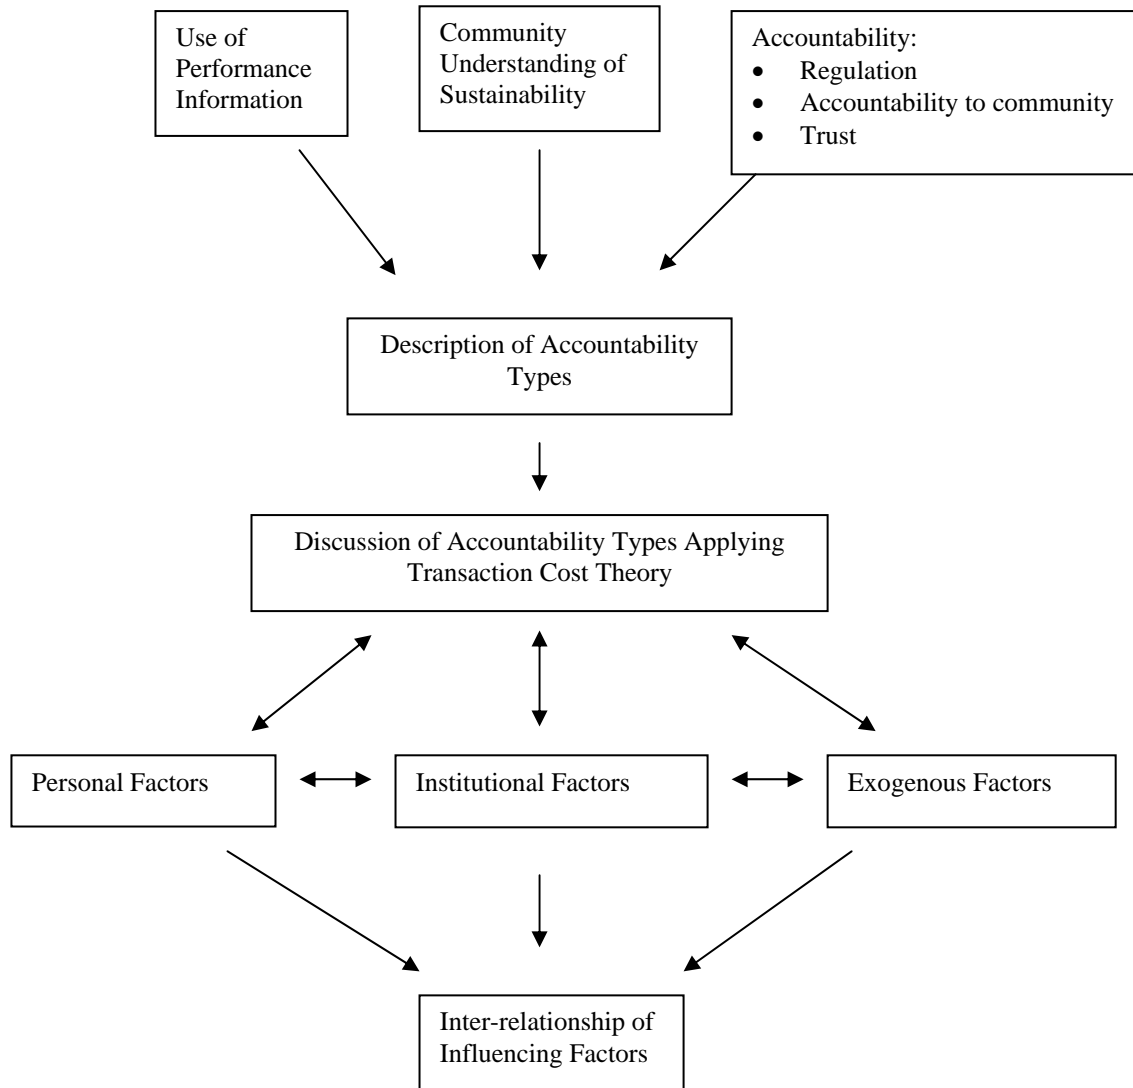 Use of
Performance
Information
Community
Understanding of
Sustainability
Accountability:
• Regulation
• Accountability to community
• Trust
Description of Accountability
Types
Discussion of Accountability Types Applying
Transaction Cost Theory
Personal Factors
Institutional Factors
Exogenous Factors
Inter-relationship of
Influencing Factors